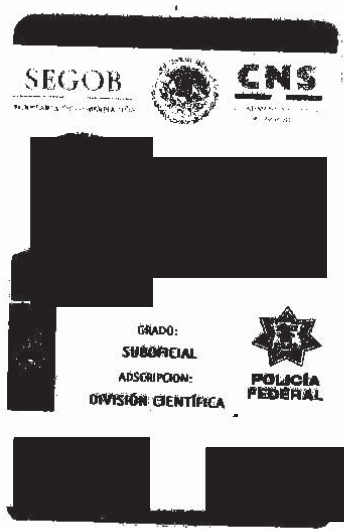 SEGOB
CNS
GRADO:
SUBOFICIAL
ADSCRIPCION:
DIVISIÓN CIENTÍFICA
POLICÍA
FEDERAL